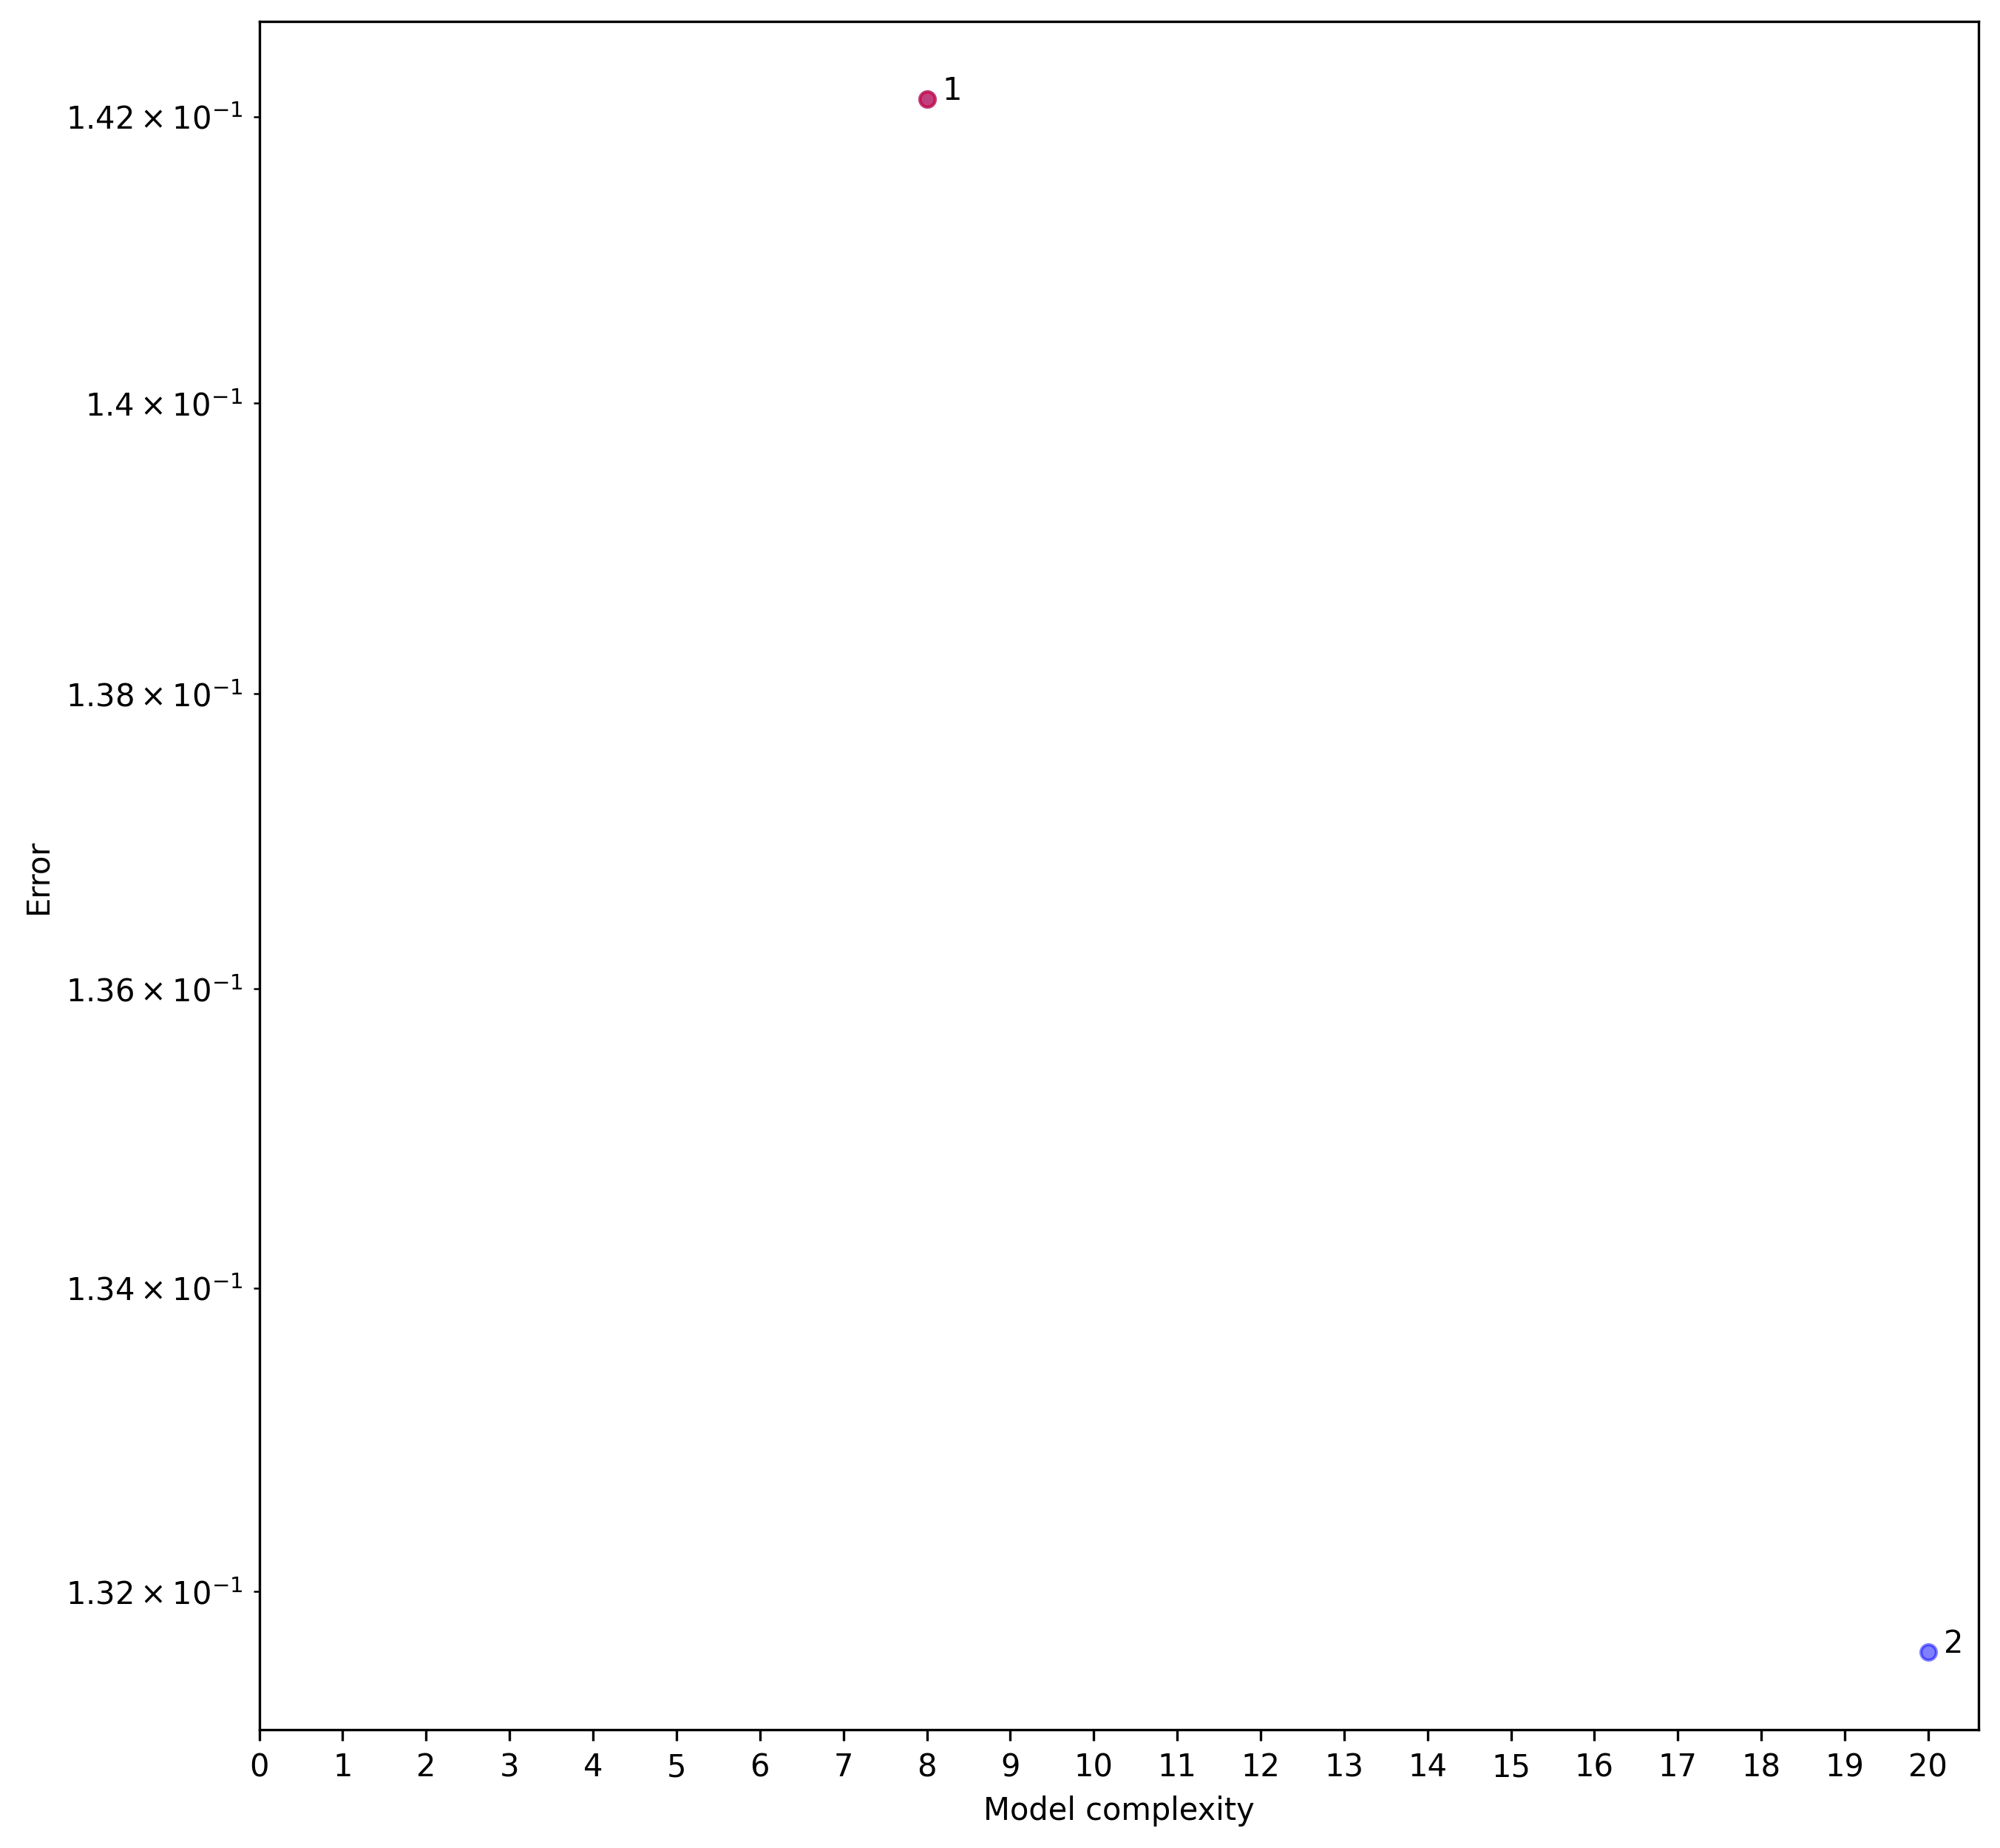 1
1.42 × 10⁻¹
1.4 × 10⁻¹
1.38 × 10⁻¹
1.36 × 10⁻¹
1.34 × 10⁻¹
1.32 × 10⁻¹
Error
2
0 1 2 3 4 5 6 7 8 9 10 11 12 13 14 15 16 17 18 19 20
Model complexity